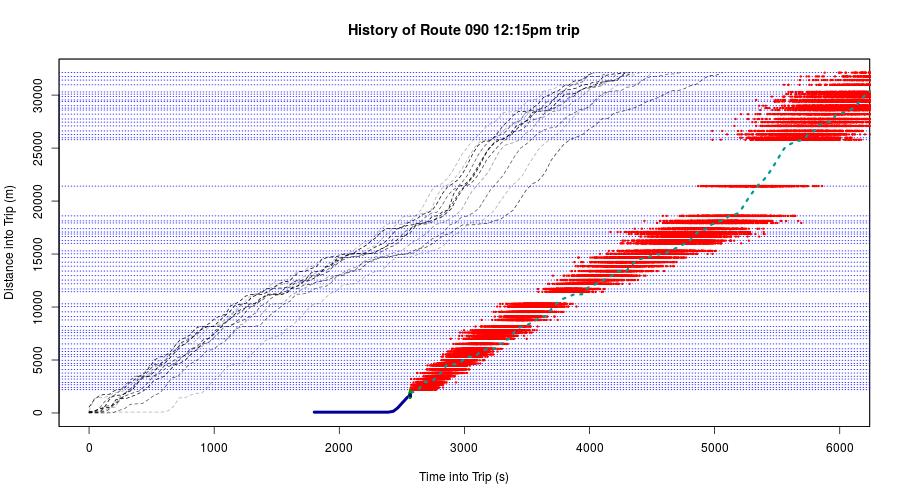 History of Route 090 12:15pm trip
Distance into Trip (m)
30000
25000
20000
15000
10000
5000
0
0 1000 2000 3000 4000 5000 6000
Time into Trip (s)